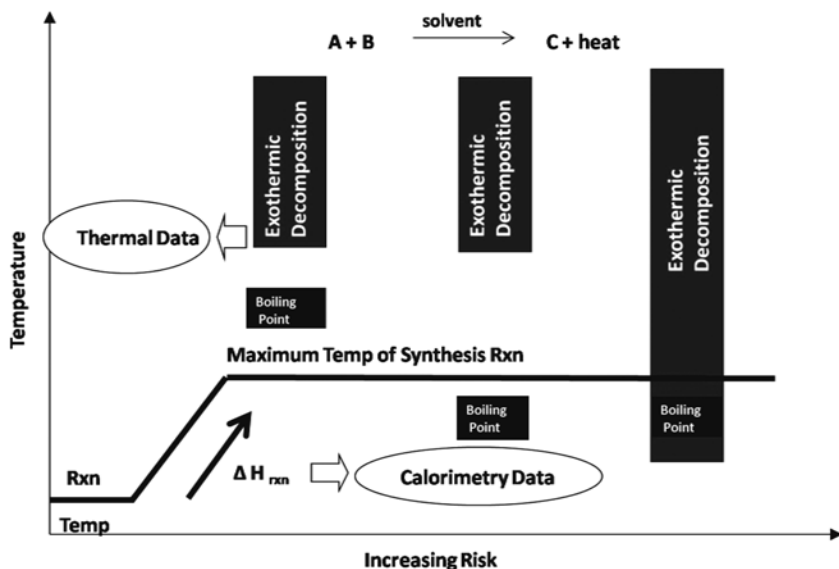 solvent
A + B
C + heat
Exothermic
Decomposition
Exothermic
Decomposition
Exothermic
Decomposition
Thermal Data
Boiling
Point
Temperature
Maximum Temp of Synthesis Rxn
Boiling
Point
Boiling
Point
Rxn
Δ H rxn
Calorimetry Data
Temp
Increasing Risk